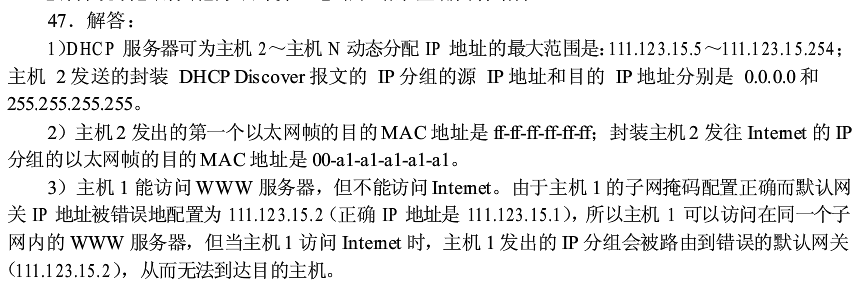 47．解答：
1)DHCP 服务器可为主机 2～主机 N 动态分配 IP 地址的最大范围是：111.123.15.5～111.123.15.254；
主机 2 发送的封装 DHCP Discover 报文的 IP 分组的源 IP 地址和目的 IP 地址分别是 0.0.0.0 和
255.255.255.255。
2）主机 2 发出的第一个以太网帧的目的 MAC 地址是 ff-ff-ff-ff-ff-ff；封装主机 2 发往 Internet 的 IP
分组的以太网帧的目的 MAC 地址是 00-a1-a1-a1-a1-a1。
3）主机 1 能访问 WWW 服务器，但不能访问 Internet。由于主机 1 的子网掩码配置正确而默认网
关 IP 地址被错误地配置为 111.123.15.2（正确 IP 地址是 111.123.15.1），所以主机 1 可以访问在同一个子
网内的 WWW 服务器，但当主机 1 访问 Internet 时，主机 1 发出的 IP 分组会被路由到错误的默认网关
（111.123.15.2），从而无法到达目的主机。